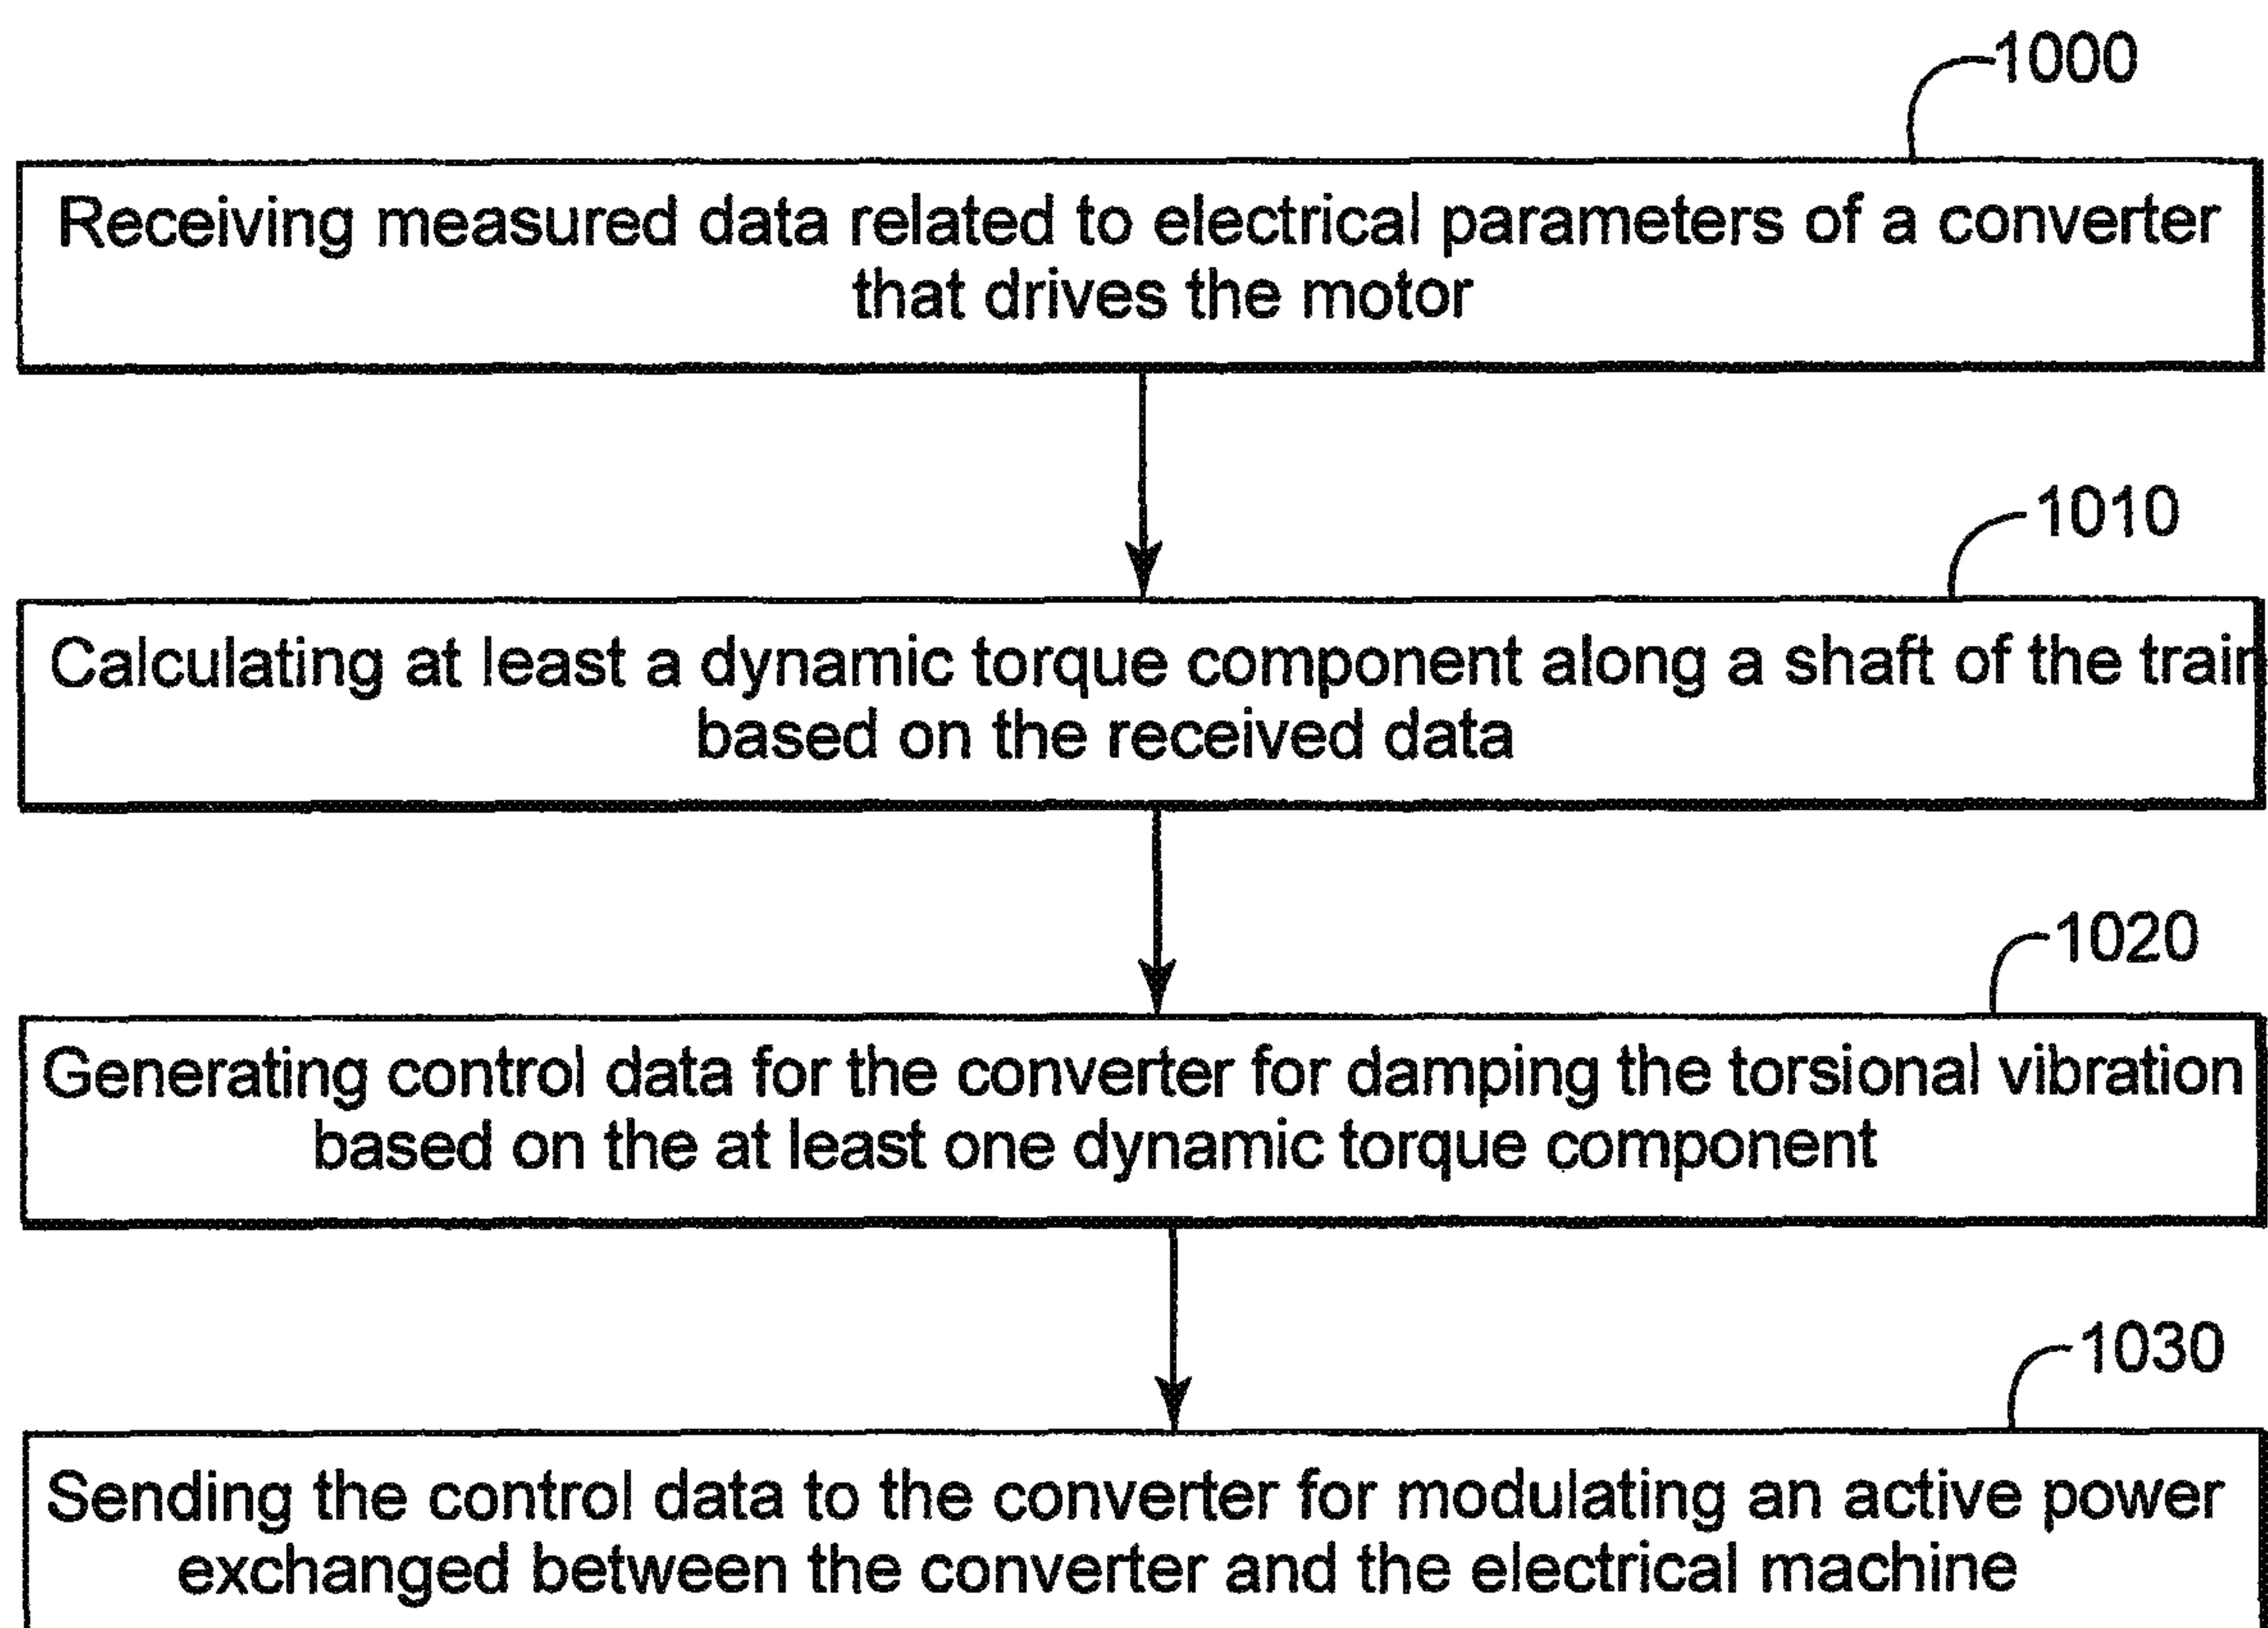 1000
Receiving measured data related to electrical parameters of a converter
that drives the motor
1010
Calculating at least a dynamic torque component along a shaft of the train
based on the received data
1020
Generating control data for the converter for damping the torsional vibration
based on the at least one dynamic torque component
1030
Sending the control data to the converter for modulating an active power
exchanged between the converter and the electrical machine